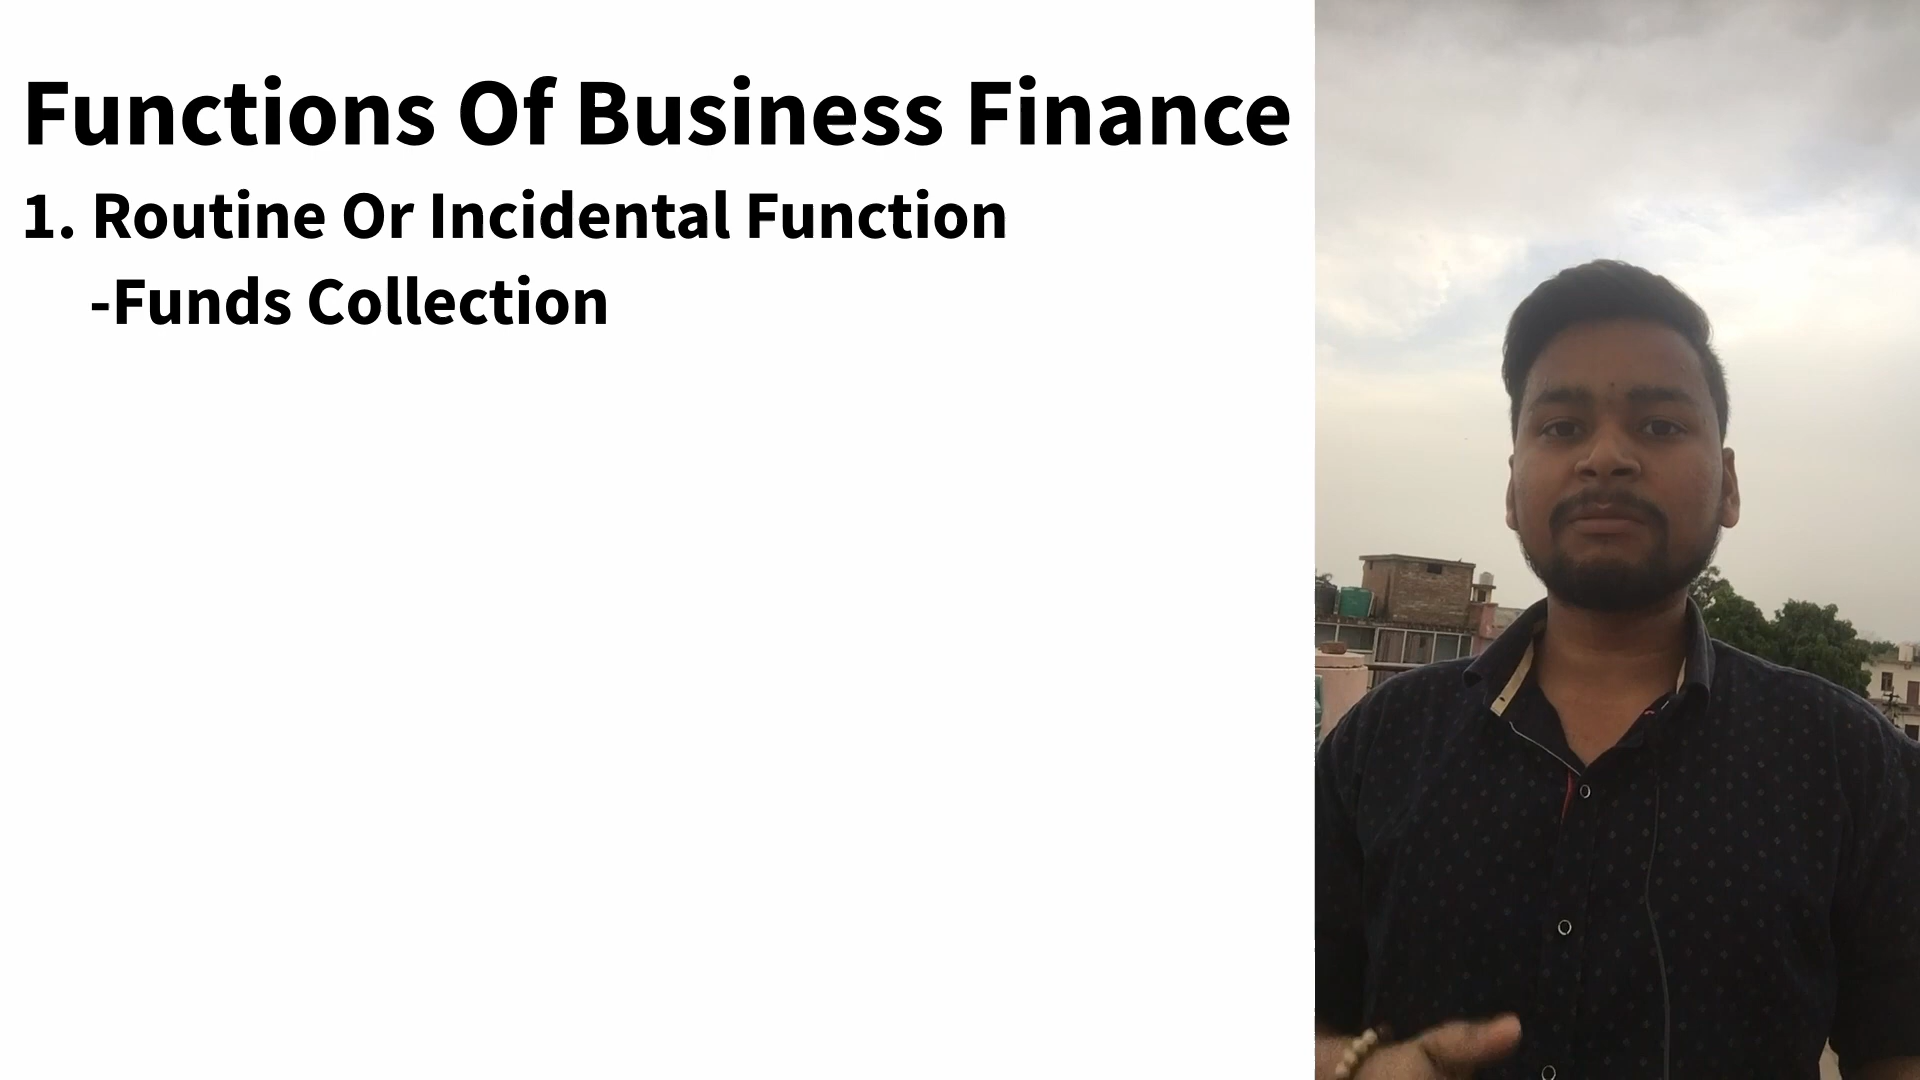 Functions Of Business Finance
1. Routine Or Incidental Function
-Funds Collection